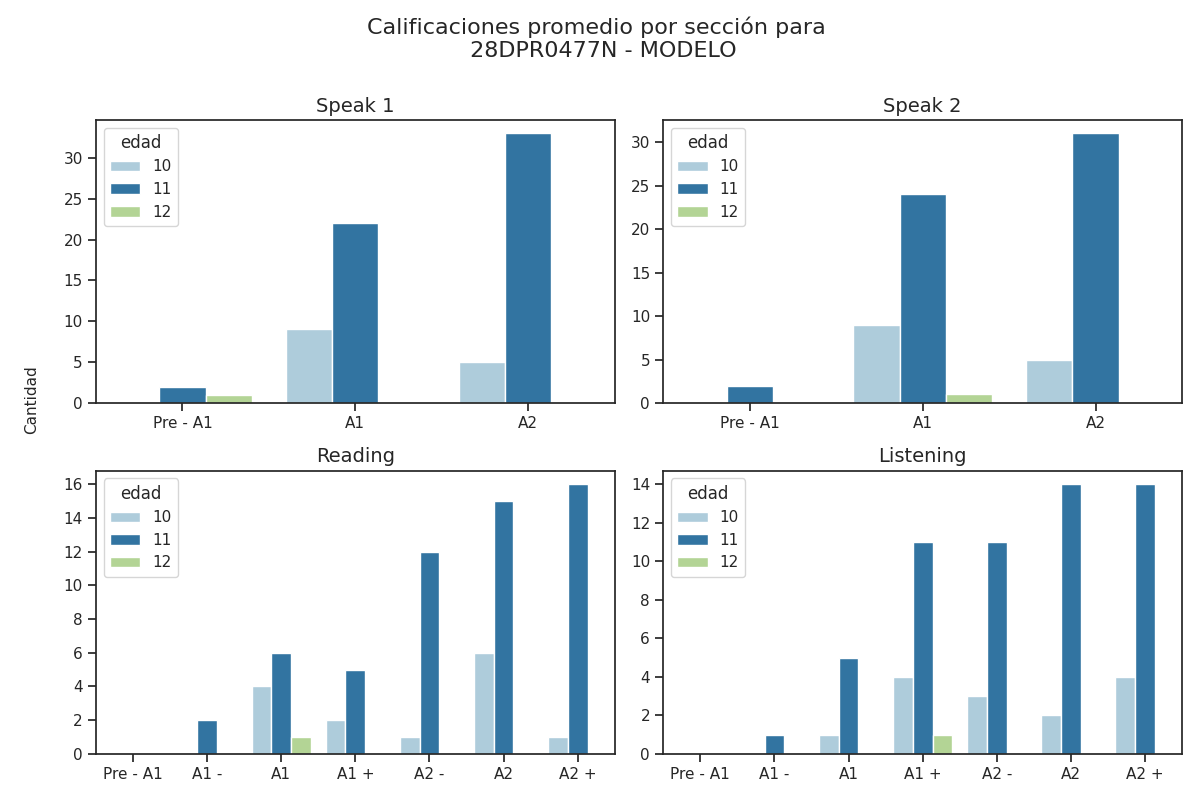 Calificaciones promedio por sección para
28DPR0477N - MODELO
Cantidad
Speak 1
edad
10
11
12
30
25
20
15
10
5
0
Pre - A1
A1
A2
Speak 2
edad
10
11
12
30
25
20
15
10
5
0
Pre - A1
A1
A2
Reading
edad
10
11
12
16
14
12
10
8
6
4
2
0
Pre - A1
A1 -
A1
A1 +
A2 -
A2
A2 +
Listening
edad
10
11
12
14
12
10
8
6
4
2
0
Pre - A1
A1 -
A1
A1 +
A2 -
A2
A2 +